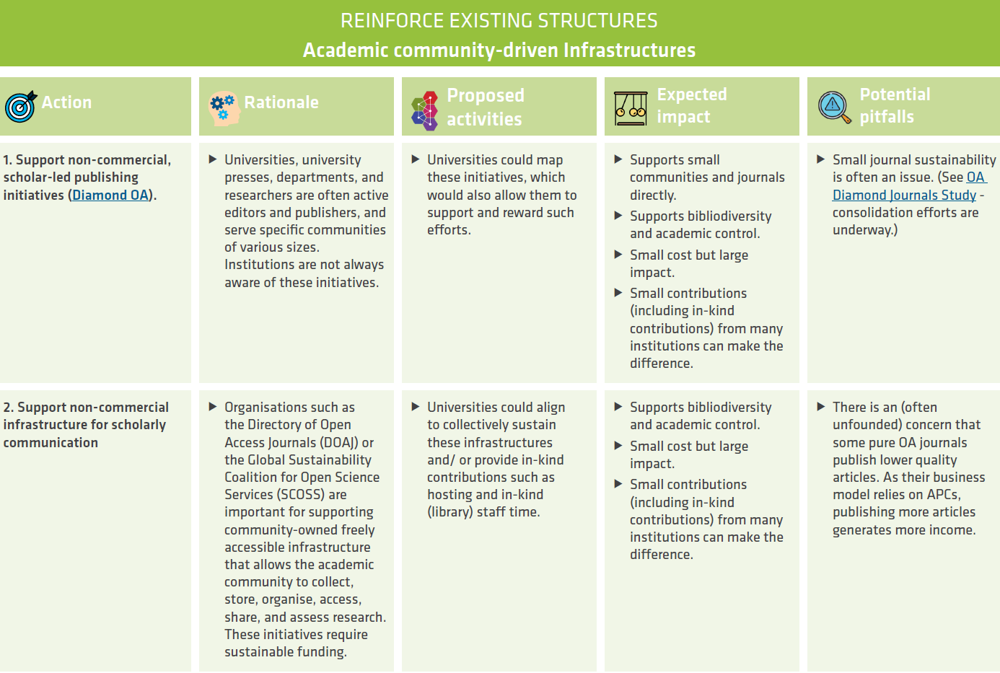 REINFORCE EXISTING STRUCTURES
Academic community-driven Infrastructures
Action
Rationale
Proposed
activities
Expected
impact
Potential
pitfalls
1. Support non-commercial,
scholar-led publishing
initiatives (Diamond OA).
▶ Universities, university
presses, departments, and
researchers are often active
editors and publishers, and
serve specific communities
of various sizes.
Institutions are not always
aware of these initiatives.
▶ Universities could map
these initiatives, which
would also allow them to
support and reward such
efforts.
▶ Supports small
communities and journals
directly.
▶ Supports bibliodiversity
and academic control.
▶ Small cost but large
impact.
▶ Small contributions
(including in-kind
contributions) from many
institutions can make the
difference.
▶ Small journal sustainability
is often an issue. (See OA
Diamond Journals Study -
consolidation efforts are
underway.)
2. Support non-commercial
infrastructure for scholarly
communication
▶ Organisations such as
the Directory of Open
Access Journals (DOAJ) or
the Global Sustainability
Coalition for Open Science
Services (SCOSS) are
important for supporting
community-owned freely
accessible infrastructure
that allows the academic
community to collect,
store, organise, access,
share, and assess research.
These initiatives require
sustainable funding.
▶ Universities could align
to collectively sustain
these infrastructures
and/ or provide in-kind
contributions such as
hosting and in-kind
(library) staff time.
▶ Supports bibliodiversity
and academic control.
▶ Small cost but large
impact.
▶ Small contributions
(including in-kind
contributions) from many
institutions can make the
difference.
▶ There is an (often
unfounded) concern that
some pure OA journals
publish lower quality
articles. As their business
model relies on APCs,
publishing more articles
generates more income.